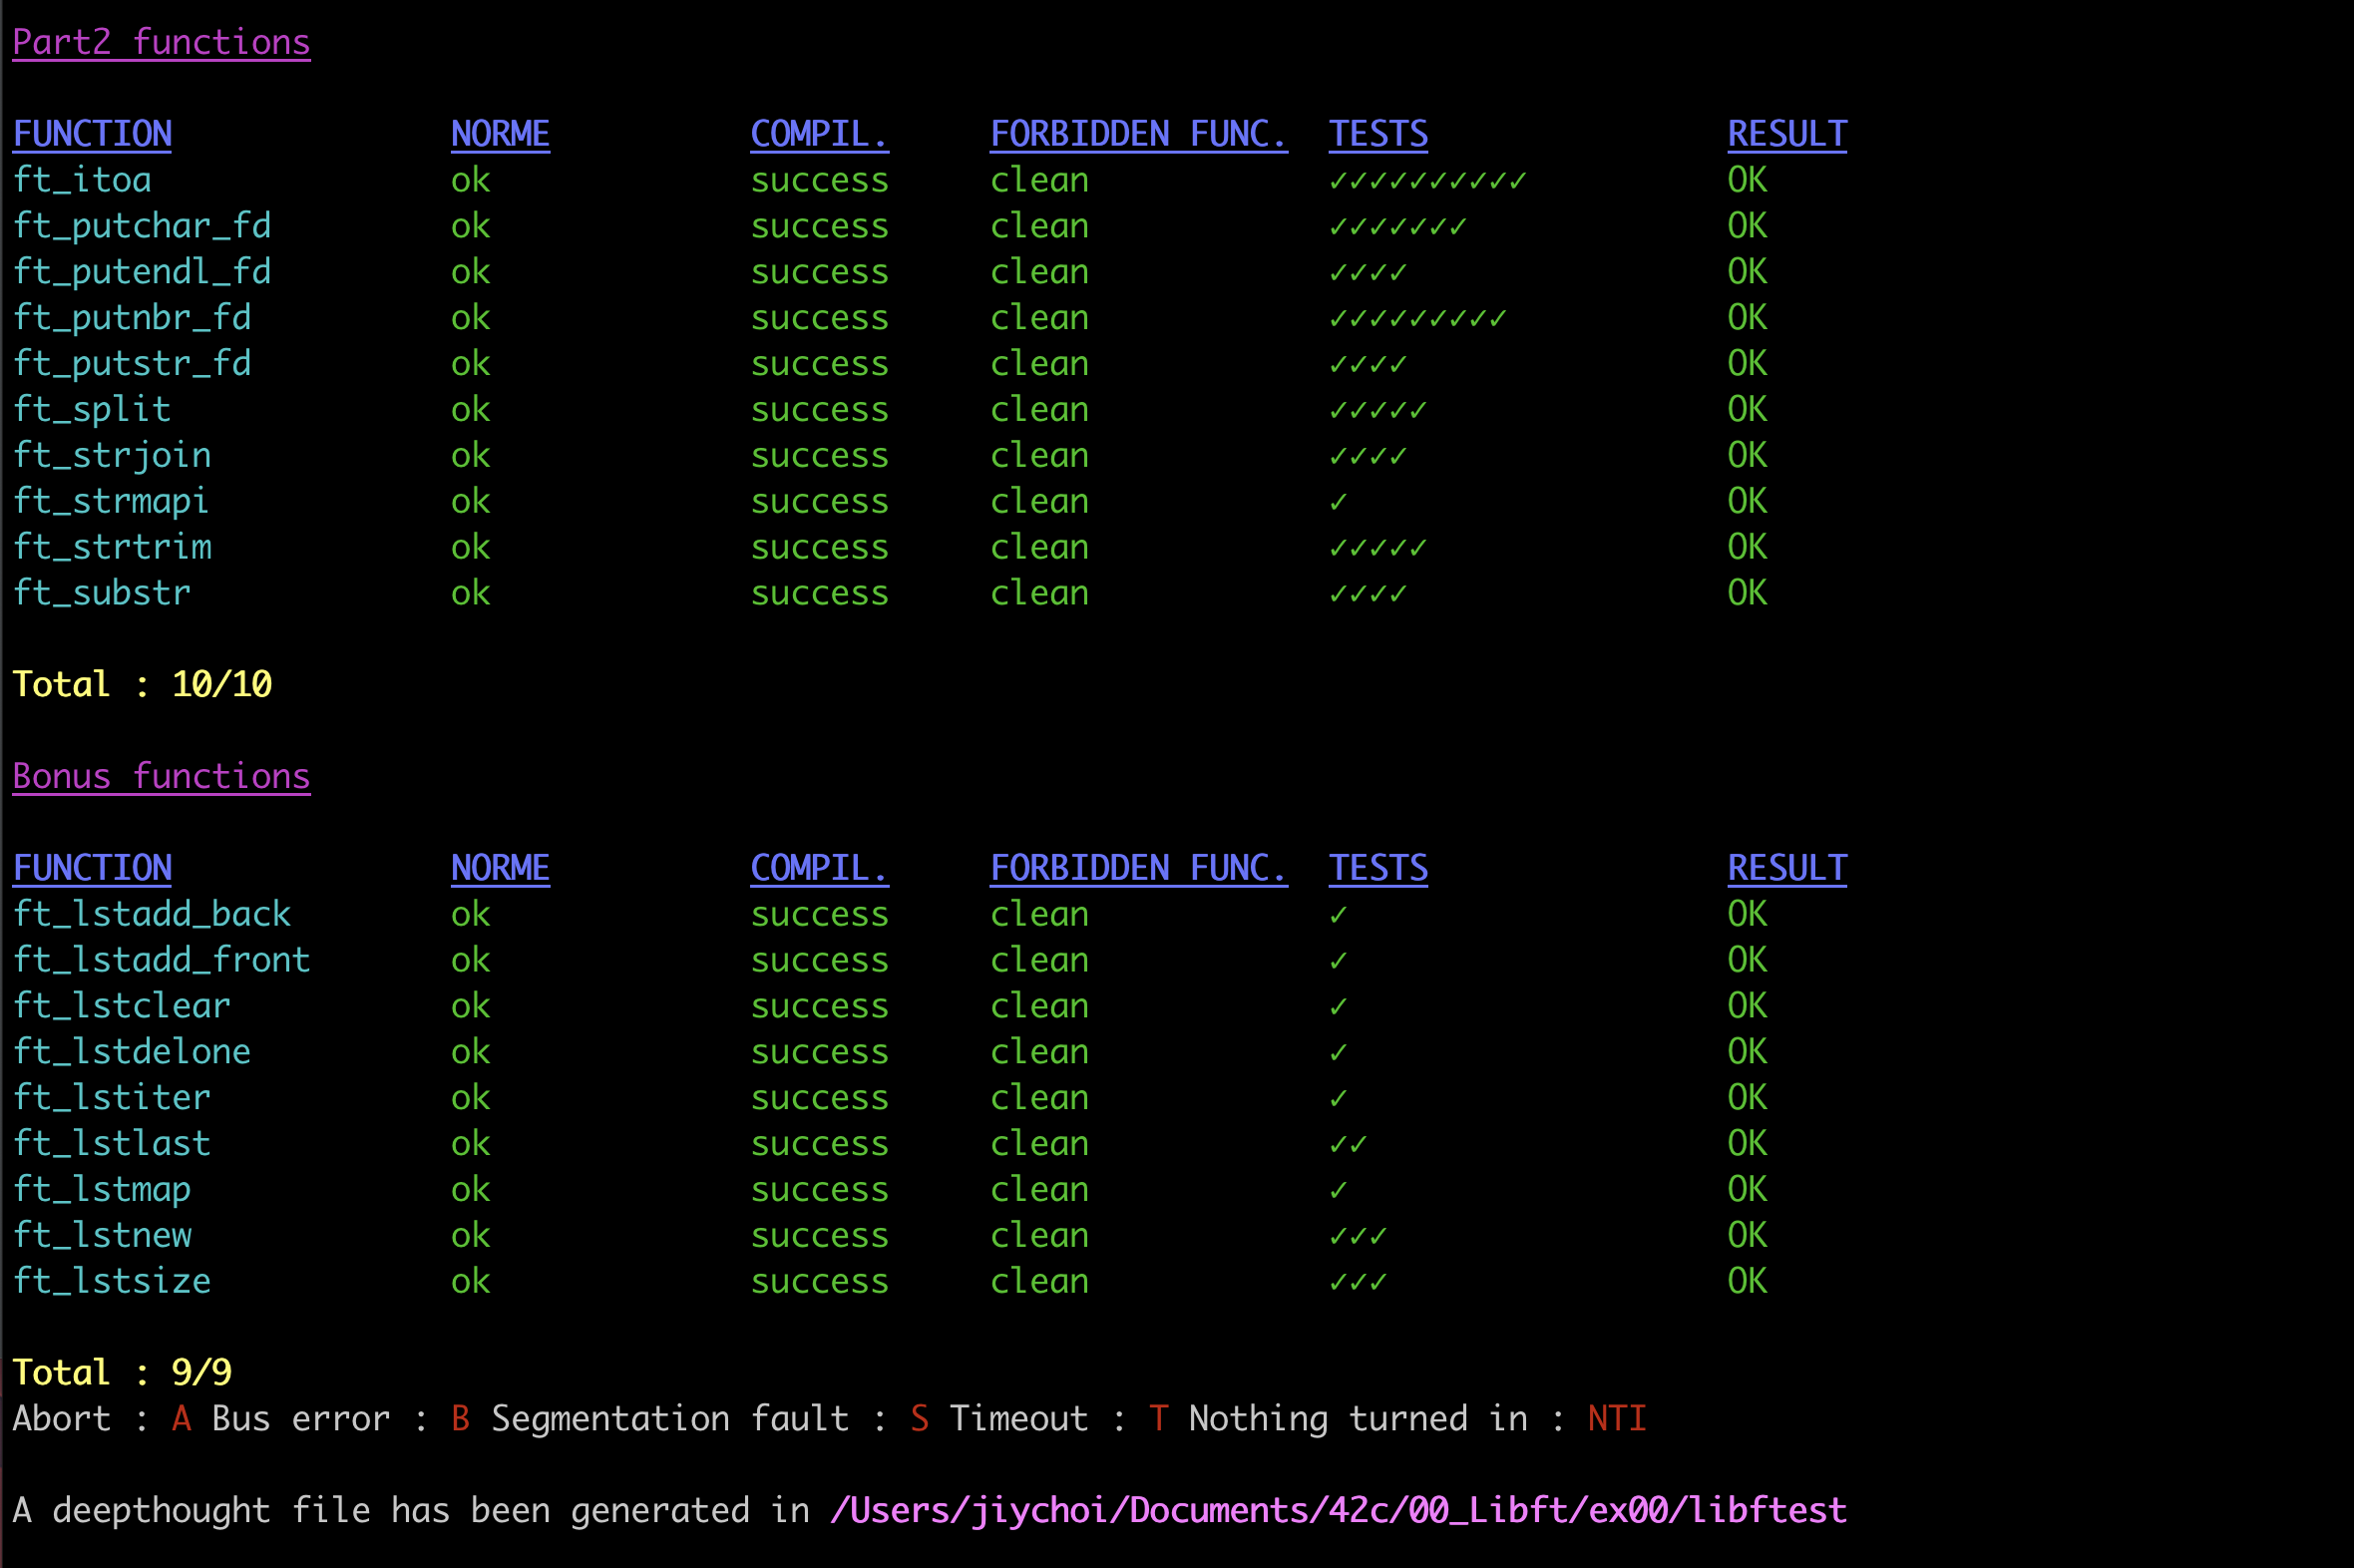 Part2 functions
FUNCTION NORME COMPIL. FORBIDDEN FUNC. TESTS RESULT
ft_itoa ok success clean ✓✓✓✓✓✓✓✓✓✓ OK
ft_putchar_fd ok success clean ✓✓✓✓✓✓✓ OK
ft_putendl_fd ok success clean ✓✓✓✓ OK
ft_putnbr_fd ok success clean ✓✓✓✓✓✓✓✓✓ OK
ft_putstr_fd ok success clean ✓✓✓✓ OK
ft_split ok success clean ✓✓✓✓✓ OK
ft_strjoin ok success clean ✓✓✓✓ OK
ft_strmapi ok success clean ✓ OK
ft_strtrim ok success clean ✓✓✓✓✓ OK
ft_substr ok success clean ✓✓✓✓ OK
Total : 10/10
Bonus functions
FUNCTION NORME COMPIL. FORBIDDEN FUNC. TESTS RESULT
ft_lstadd_back ok success clean ✓ OK
ft_lstadd_front ok success clean ✓ OK
ft_lstclear ok success clean ✓ OK
ft_lstdelone ok success clean ✓ OK
ft_lstiter ok success clean ✓ OK
ft_lstlast ok success clean ✓✓ OK
ft_lstmap ok success clean ✓ OK
ft_lstnew ok success clean ✓✓✓ OK
ft_lstsize ok success clean ✓✓✓ OK
Total : 9/9
Abort : A Bus error : B Segmentation fault : S Timeout : T Nothing turned in : NTI
A deepthought file has been generated in /Users/jiychoi/Documents/42c/00_Libft/ex00/libftest